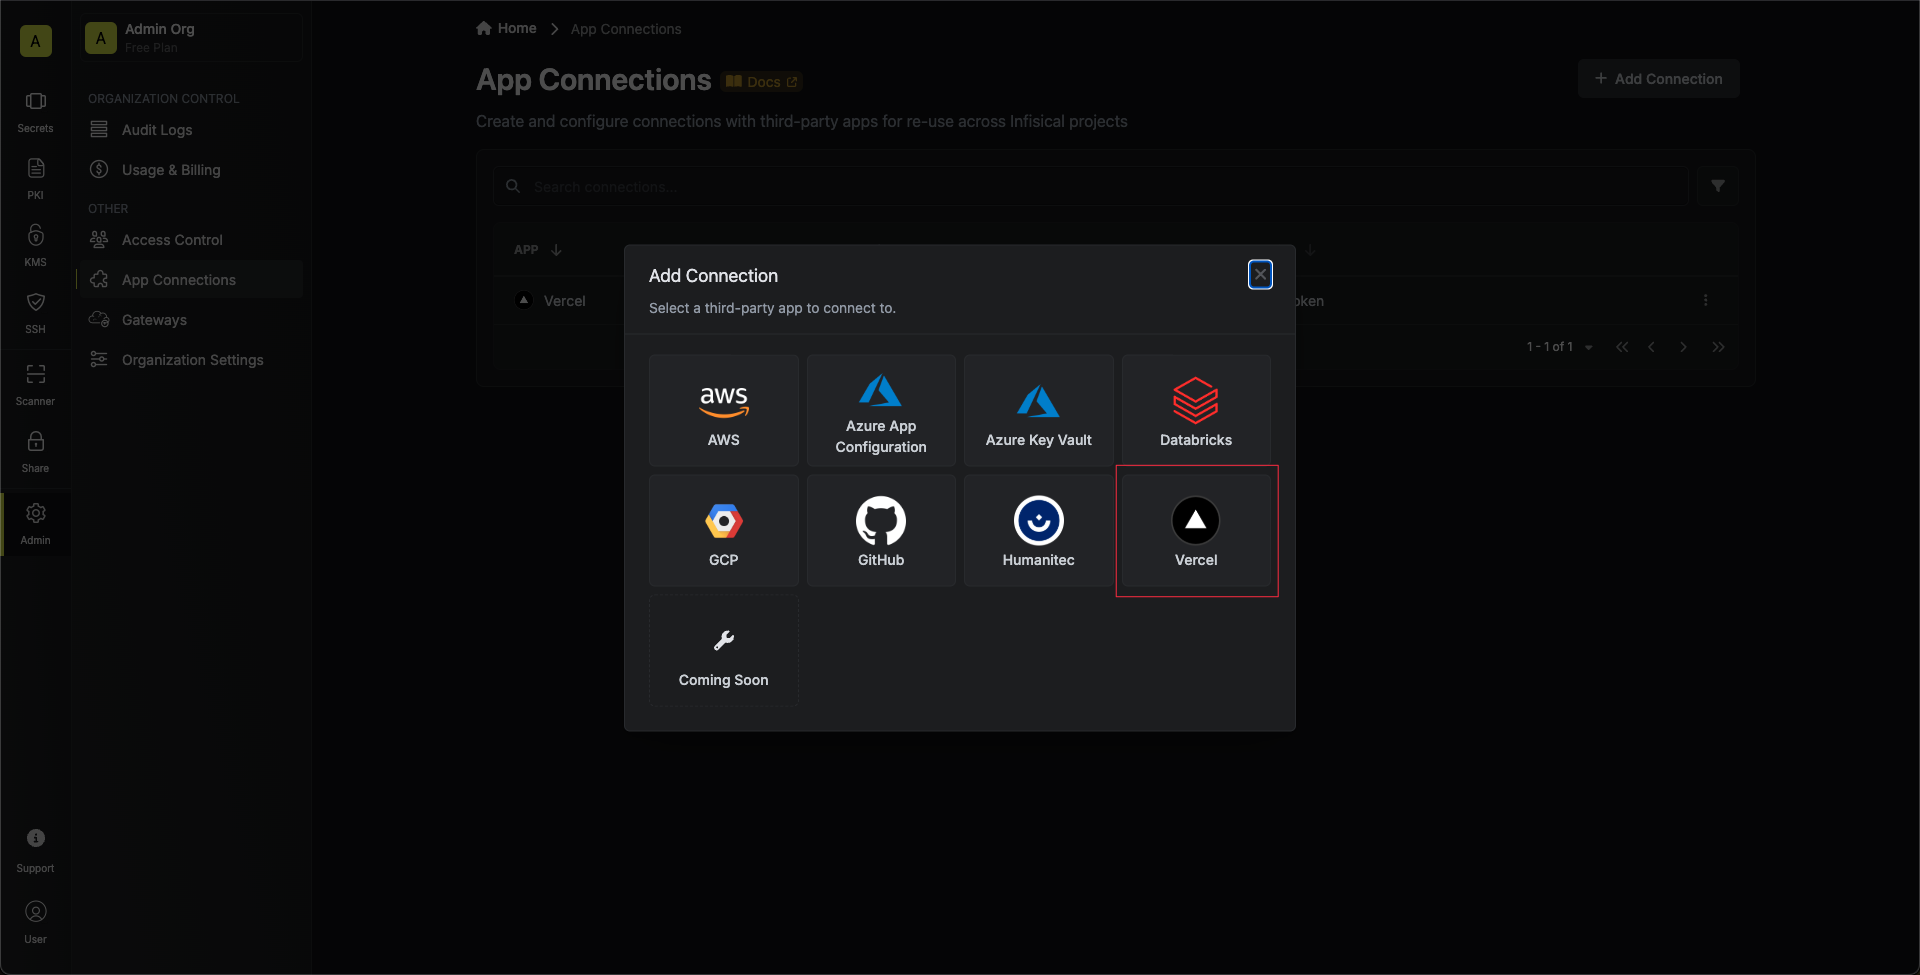 A
Secrets
PKI
KMS
SSH
Scanner
Share
Admin
Support
User
A
Admin Org
Free Plan
ORGANIZATION CONTROL
Audit Logs
Usage & Billing
OTHER
Access Control
App Connections
Gateways
Organization Settings
Home
App Connections
App Connections
Docs
Add Connection
Create and configure connections with third-party apps for re-use across Infisical projects
Search connections...
APP
Vercel
oken
1 - 1 of 1
Add Connection
Select a third-party app to connect to.
aws
AWS
Azure App
Configuration
Azure Key Vault
Databricks
GCP
GitHub
Humanitec
Vercel
Coming Soon